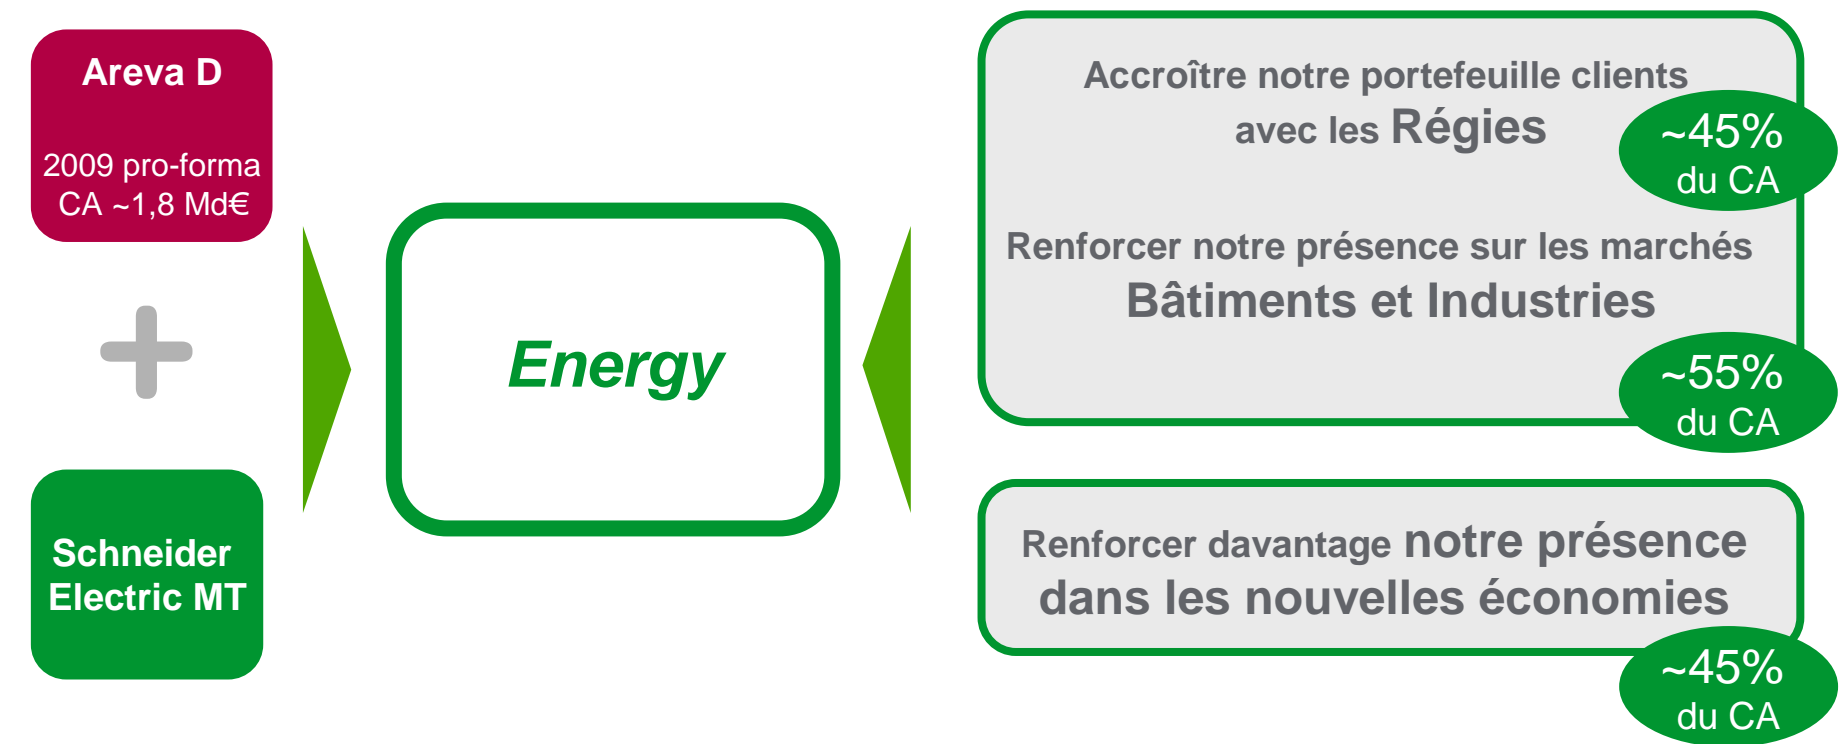 Areva D
2009 pro-forma
CA ~1,8 Md€
Schneider
Electric MT
Energy
Accroître notre portefeuille clients
avec les Régies
~45%
du CA
Renforcer notre présence sur les marchés
Bâtiments et Industries
~55%
du CA
Renforcer davantage notre présence
dans les nouvelles économies
~45%
du CA